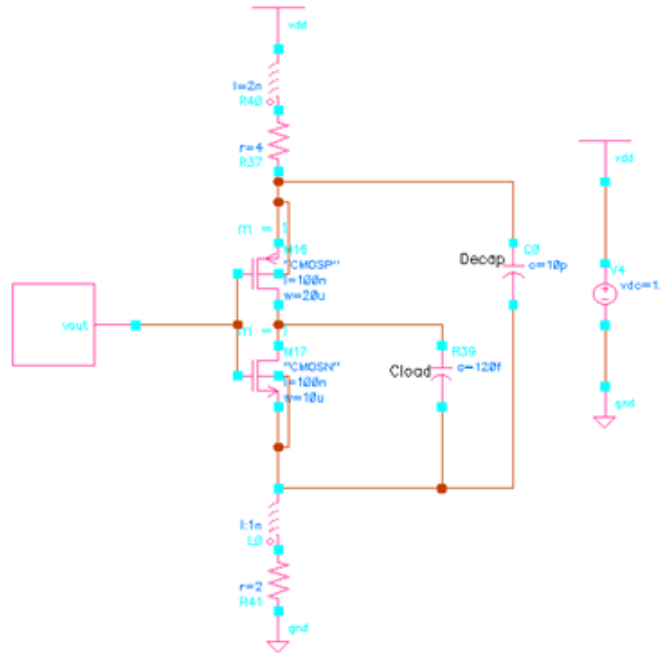 vdd
l=2n
R40
r=4
R37
vdd
m = 1
M16
"CMOSP"
l=100n
w=20u
Decap
C0
c=10p
V4
vdc=1.
vout
M17
"CMOSN"
l=100n
w=10u
R39
Cload
c=120f
gnd
l:1n
L0
r=2
R41
gnd